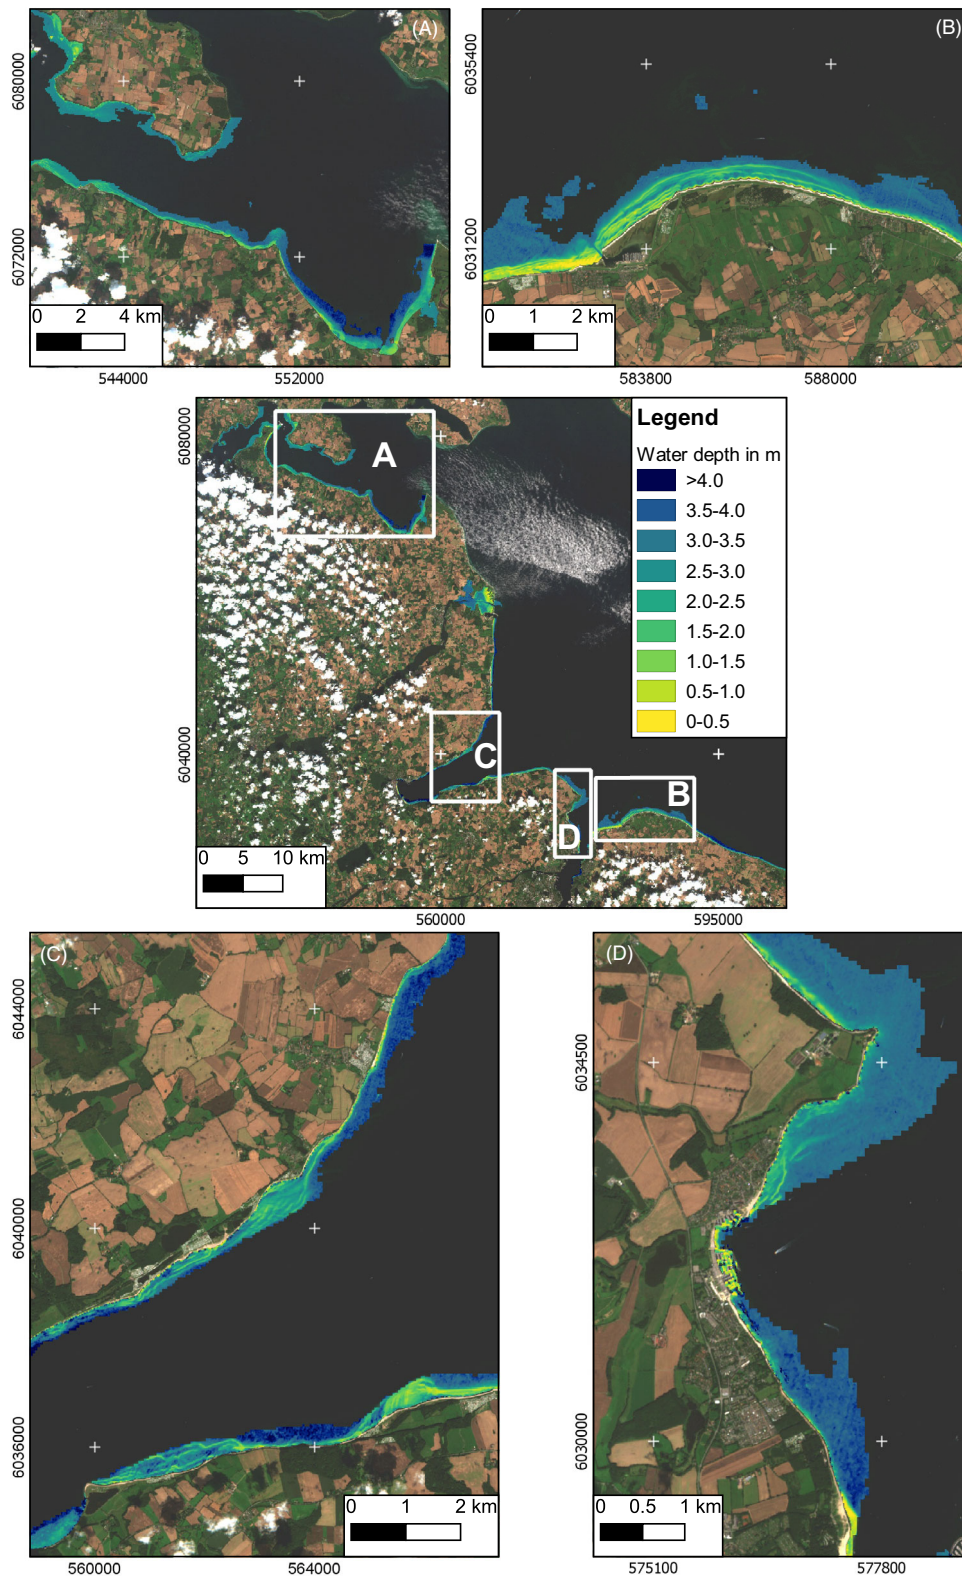 (A)
6080000
6072000
0 2 4 km
544000 552000
(B)
6035400
6031200
0 1 2 km
583800 588000
6080000
6040000
A
C
D
B
0 5 10 km
560000 595000
Legend
Water depth in m
>4.0
3.5-4.0
3.0-3.5
2.5-3.0
2.0-2.5
1.5-2.0
1.0-1.5
0.5-1.0
0-0.5
(C)
6044000
6040000
6036000
0 1 2 km
560000 564000
(D)
6034500
6030000
0 0.5 1 km
575100 577800